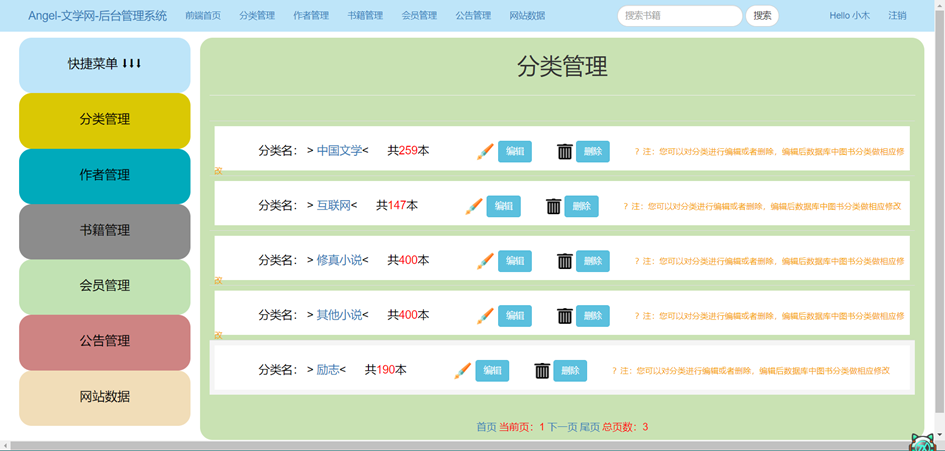 Angel-文学网-后台管理系统 前端首页 分类管理 作者管理 书籍管理 会员管理 公告管理 网站数据 搜索书籍 搜索 Hello 小木 注销
快捷菜单 ⬇⬇⬇
分类管理
作者管理
书籍管理
会员管理
公告管理
网站数据
分类管理
分类名： > 中国文学< 共259本 编辑 删除 ？注：您可以对分类进行编辑或者删除，编辑后数据库中图书分类做相应修
改
分类名： > 互联网< 共147本 编辑 删除 ？注：您可以对分类进行编辑或者删除，编辑后数据库中图书分类做相应修改
分类名： > 修真小说< 共400本 编辑 删除 ？注：您可以对分类进行编辑或者删除，编辑后数据库中图书分类做相应修
改
分类名： > 其他小说< 共400本 编辑 删除 ？注：您可以对分类进行编辑或者删除，编辑后数据库中图书分类做相应修
改
分类名： > 励志< 共190本 编辑 删除 ？注：您可以对分类进行编辑或者删除，编辑后数据库中图书分类做相应修改
首页 当前页：1 下一页 尾页 总页数：3